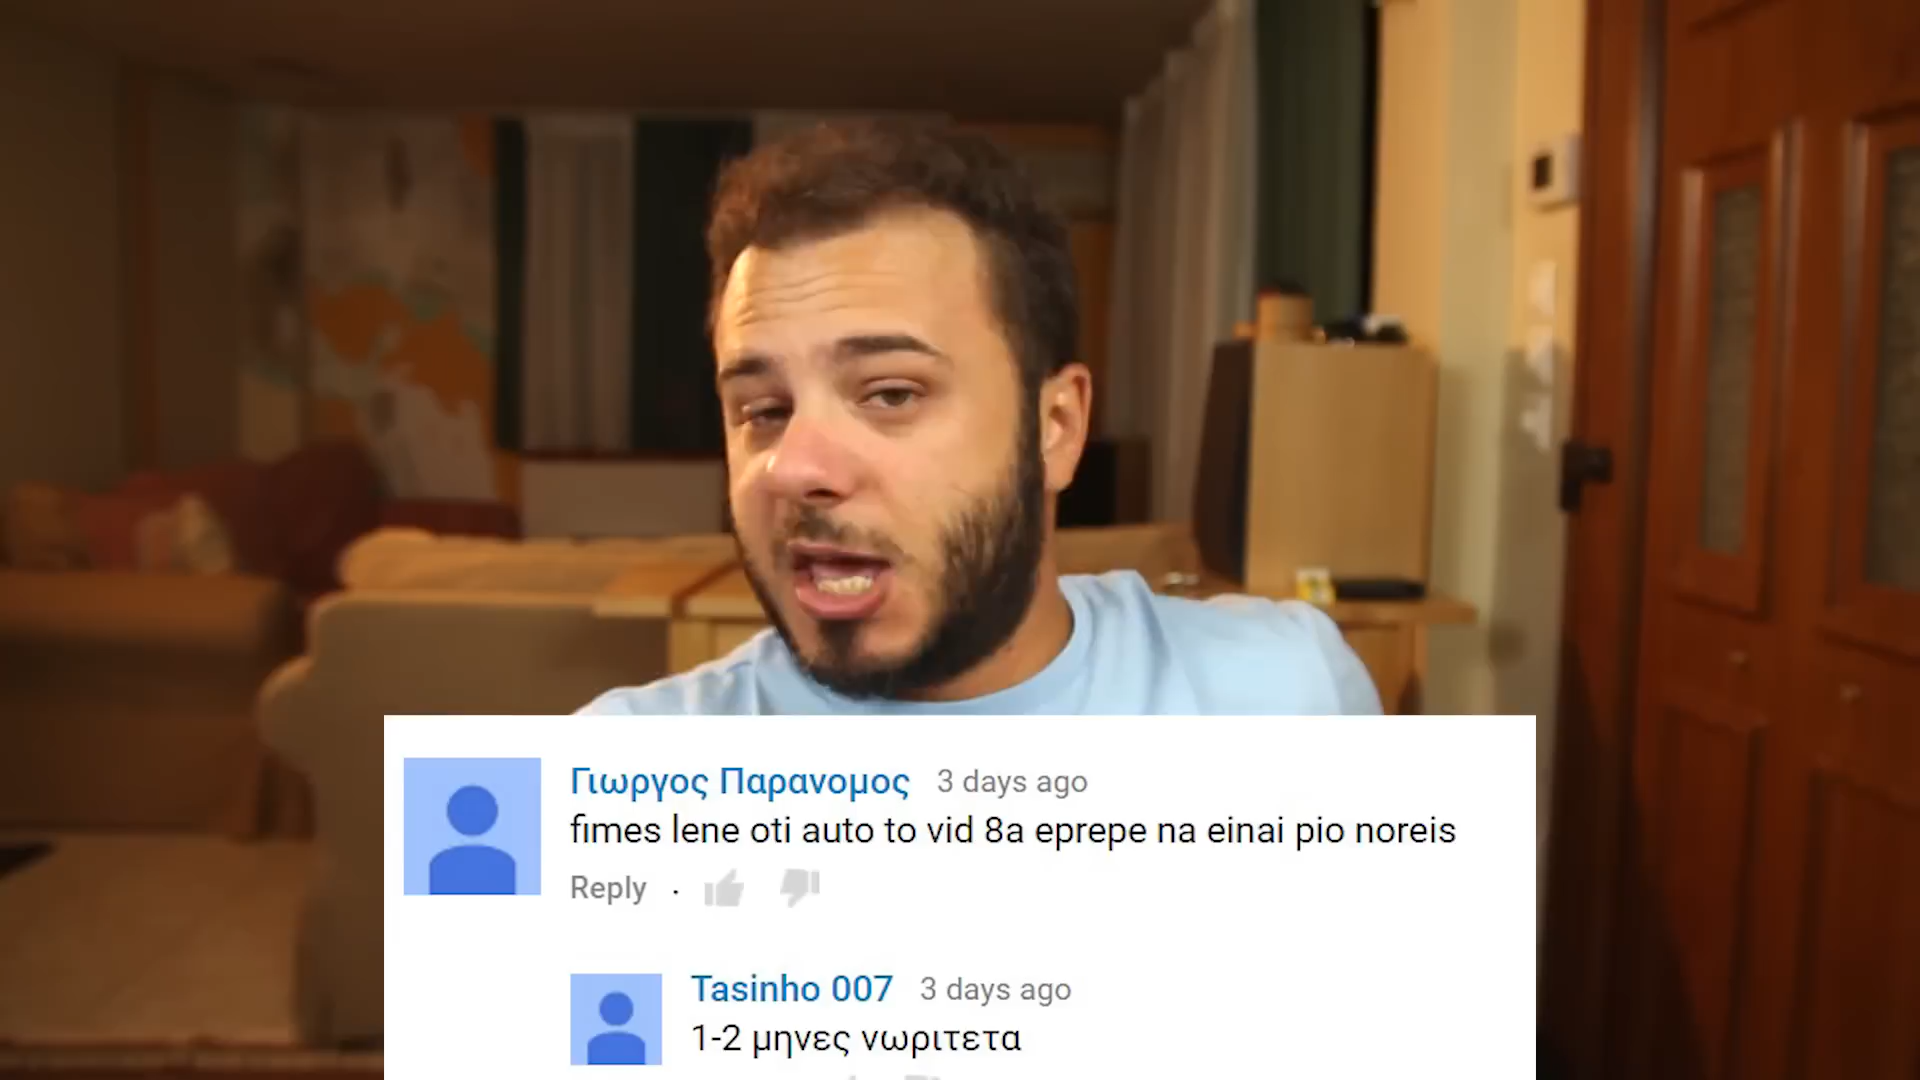 Γιωργος Παρανομος 3 days ago
fimes lene oti auto to vid 8a eprepe na einai pio noreis
Reply ·
Tasinho 007 3 days ago
1-2 μηνες νωριτετα